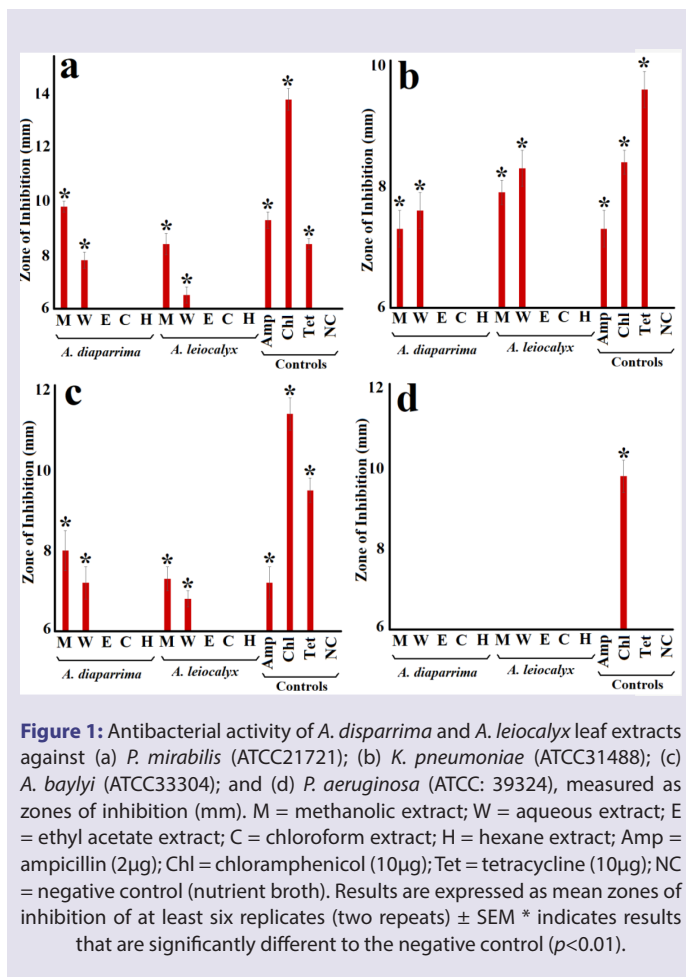 a
Zone of Inhibition (mm)
14
12
10
8
6
*
*
*
*
*
*
*
M W E C H M W E C H Amp Chl Tet NC
A. diaparrima A. leiocalyx Controls
b
Zone of Inhibition (mm)
10
8
6
*
*
*
*
*
*
*
M W E C H M W E C H Amp Chl Tet NC
A. diaparrima A. leiocalyx Controls
c
Zone of Inhibition (mm)
12
10
8
6
*
*
*
*
*
*
*
M W E C H M W E C H Amp Chl Tet NC
A. diaparrima A. leiocalyx Controls
d
Zone of Inhibition (mm)
12
10
8
6
*
M W E C H M W E C H Amp Chl Tet NC
A. diaparrima A. leiocalyx Controls
Figure 1: Antibacterial activity of A. disparrima and A. leiocalyx leaf extracts
against (a) P. mirabilis (ATCC21721); (b) K. pneumoniae (ATCC31488); (c)
A. baylyi (ATCC33304); and (d) P. aeruginosa (ATCC: 39324), measured as
zones of inhibition (mm). M = methanolic extract; W = aqueous extract; E
= ethyl acetate extract; C = chloroform extract; H = hexane extract; Amp =
ampicillin (2μg); Chl = chloramphenicol (10μg); Tet = tetracycline (10μg); NC
= negative control (nutrient broth). Results are expressed as mean zones of
inhibition of at least six replicates (two repeats) ± SEM * indicates results
that are significantly different to the negative control (p<0.01).